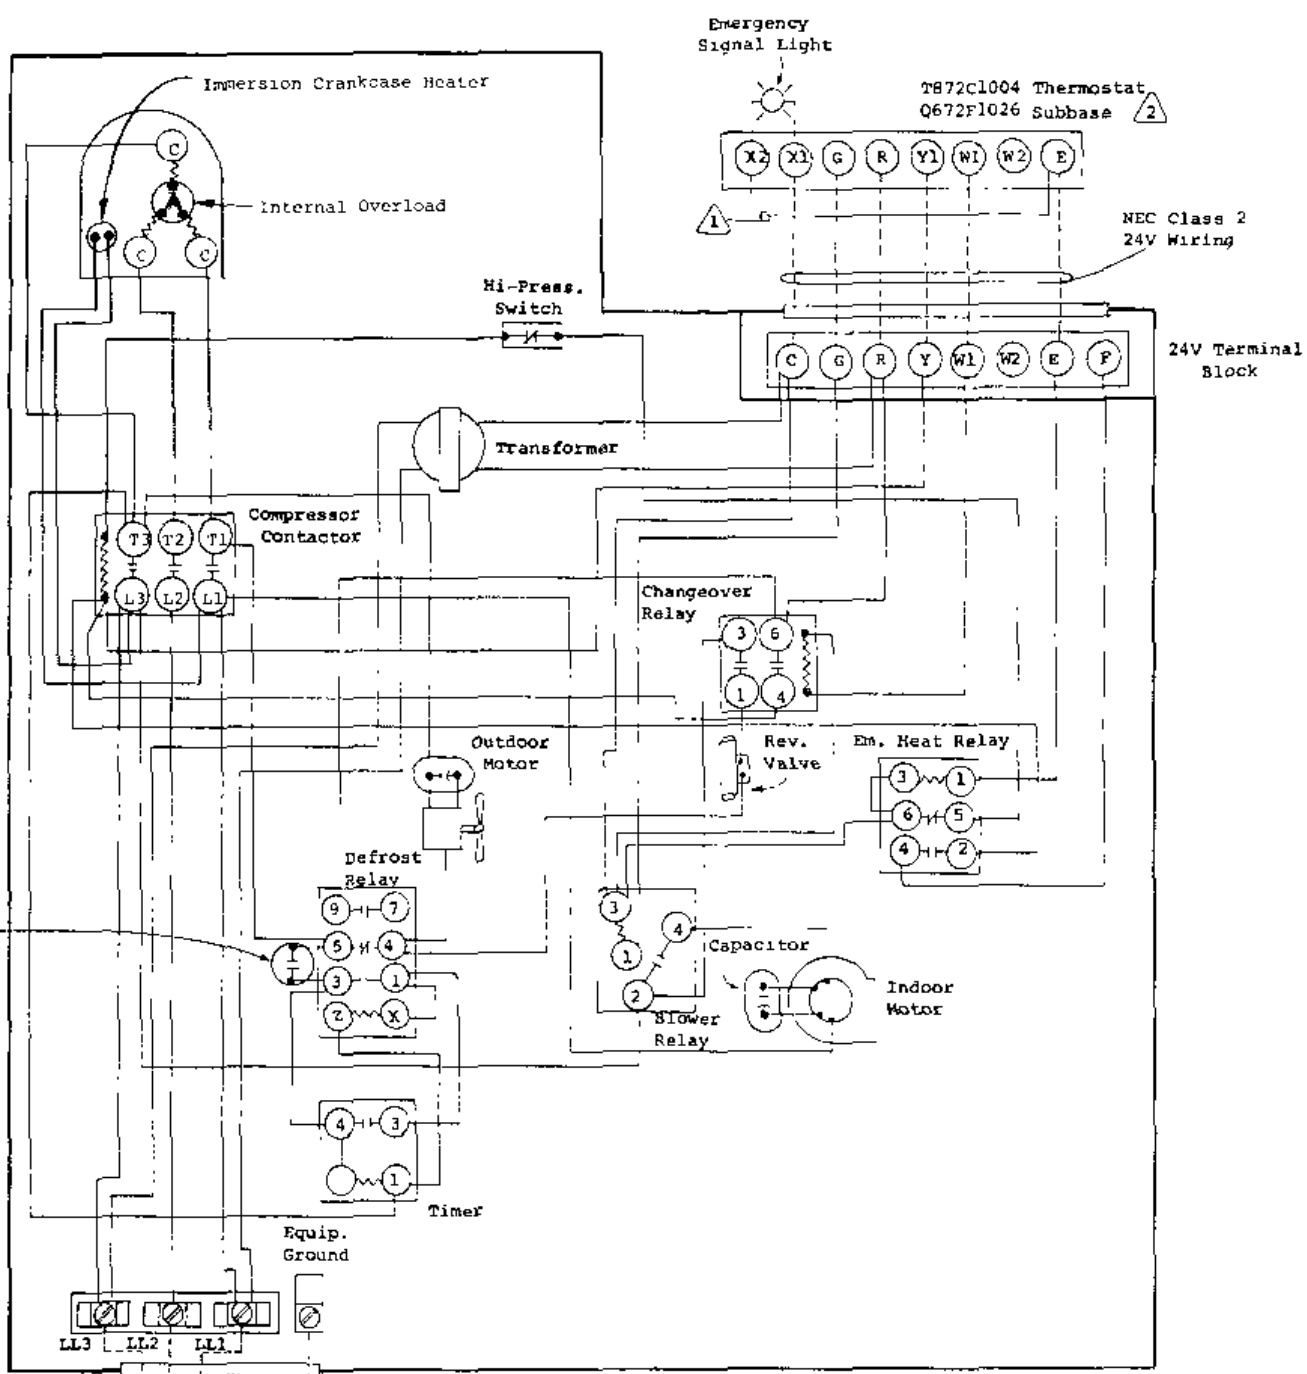 Emergency
Signal Light
Immersion Crankcase Heater
T872C1004 Thermostat
Q672F1026 Subbase 2
C
X2 X1 G R Y1 W1 W2 E
Internal Overload
1
NEC Class 2
24V Wiring
C C
Hi-Press.
Switch
C G R Y W1 W2 E F
24V Terminal
Block
Transformer
Compressor
Contactor
T3 T2 T1
L3 L2 L1
Changeover
Relay
3 6
1 4
Outdoor
Motor
Rev.
Valve
Em. Heat Relay
3 1
6 5
4 2
Defrost
Relay
9 7
5 4
3 1
2 X
3
4
1
2
Capacitor
Blower
Relay
Indoor
Motor
4 3
1
Timer
Equip.
Ground
LL3 LL2 LL1